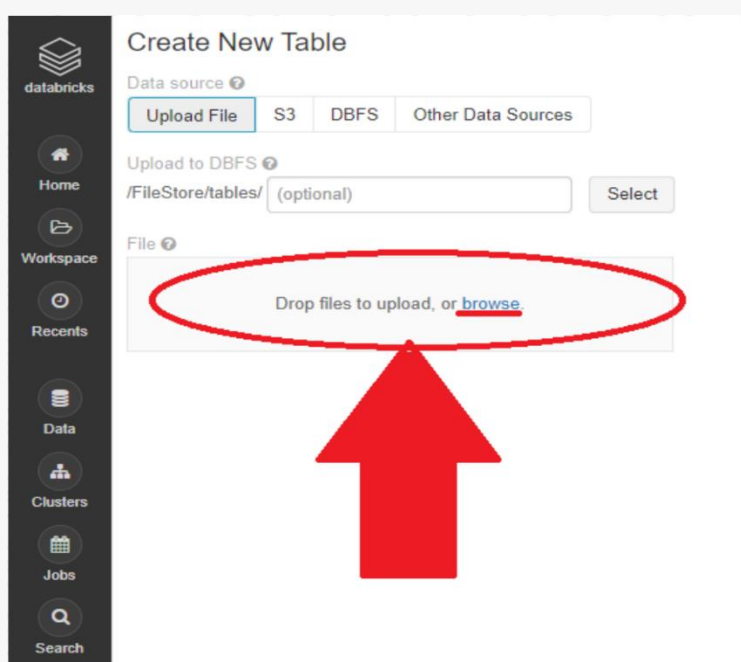 databricks
Home
Workspace
Recents
Data
Clusters
Jobs
Search
Create New Table
Data source
Upload File S3 DBFS Other Data Sources
Upload to DBFS
/FileStore/tables/ (optional) Select
File
Drop files to upload, or browse.